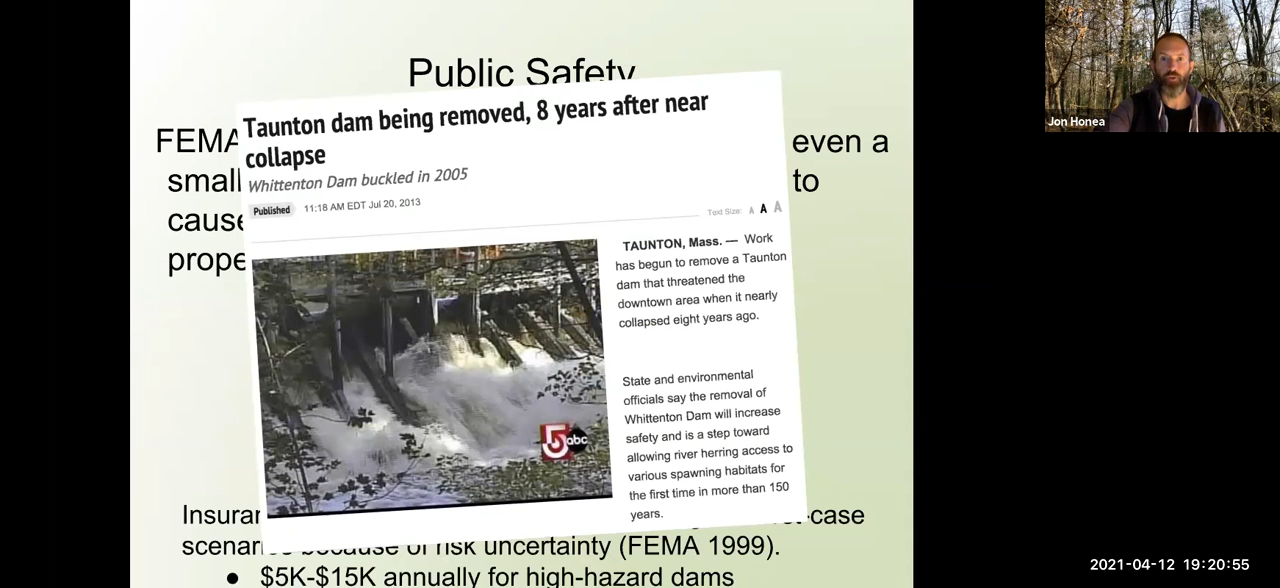 Public Safety
Taunton dam being removed, 8 years after near
collapse
Whittenton Dam buckled in 2005
Published 11:18 AM EDT Jul 20, 2013
Text Size: A A A
FEMA even a
small to
cause
prope
TAUNTON, Mass. — Work
has begun to remove a Taunton
dam that threatened the
downtown area when it nearly
collapsed eight years ago.
State and environmental
officials say the removal of
Whittenton Dam will increase
safety and is a step toward
allowing river herring access to
various spawning habitats for
the first time in more than 150
years.
5 abc
Insuran -case
scenarios because of risk uncertainty (FEMA 1999).
● $5K-$15K annually for high-hazard dams
Jon Honea
2021-04-12 19:20:55